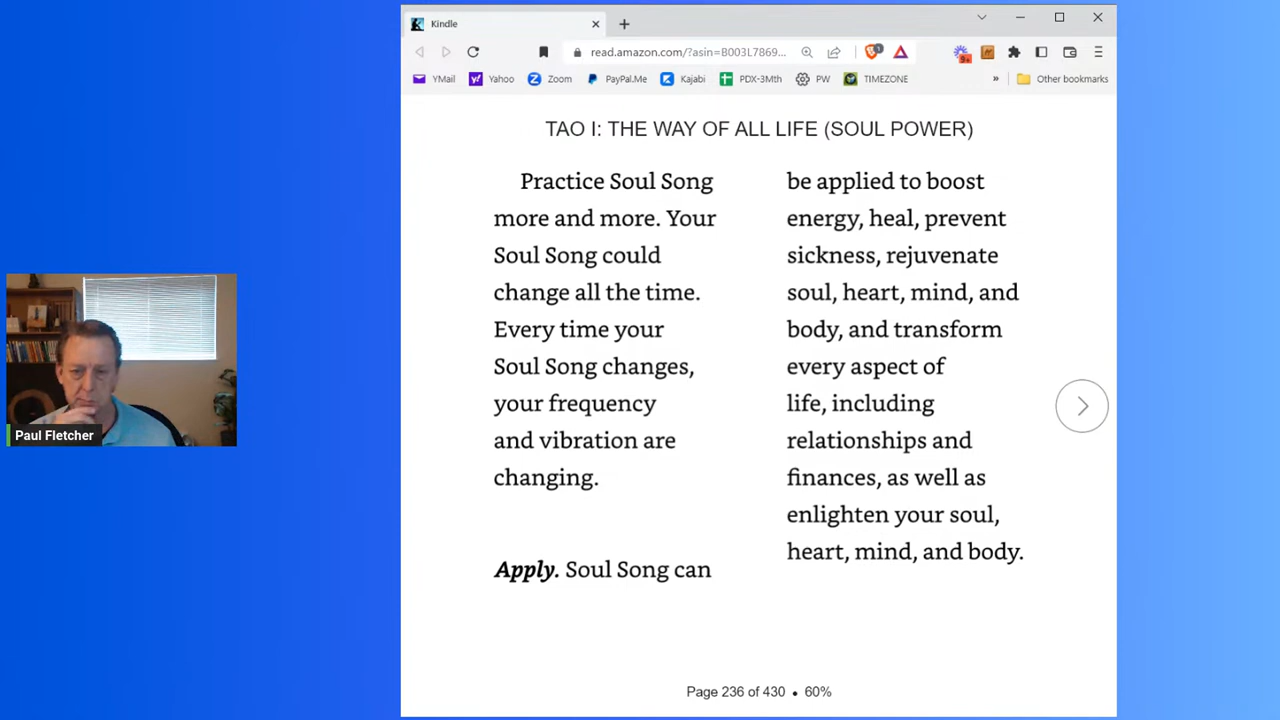 Kindle
read.amazon.com/?asin=B003L7869...
1
9+
YMail
Yahoo
Zoom
PayPal.Me
Kajabi
PDX-3Mth
PW
TIMEZONE
»
Other bookmarks
TAO I: THE WAY OF ALL LIFE (SOUL POWER)
Practice Soul Song
more and more. Your
Soul Song could
change all the time.
Every time your
Soul Song changes,
your frequency
and vibration are
changing.
Apply. Soul Song can
be applied to boost
energy, heal, prevent
sickness, rejuvenate
soul, heart, mind, and
body, and transform
every aspect of
life, including
relationships and
finances, as well as
enlighten your soul,
heart, mind, and body.
Page 236 of 430 • 60%
Paul Fletcher